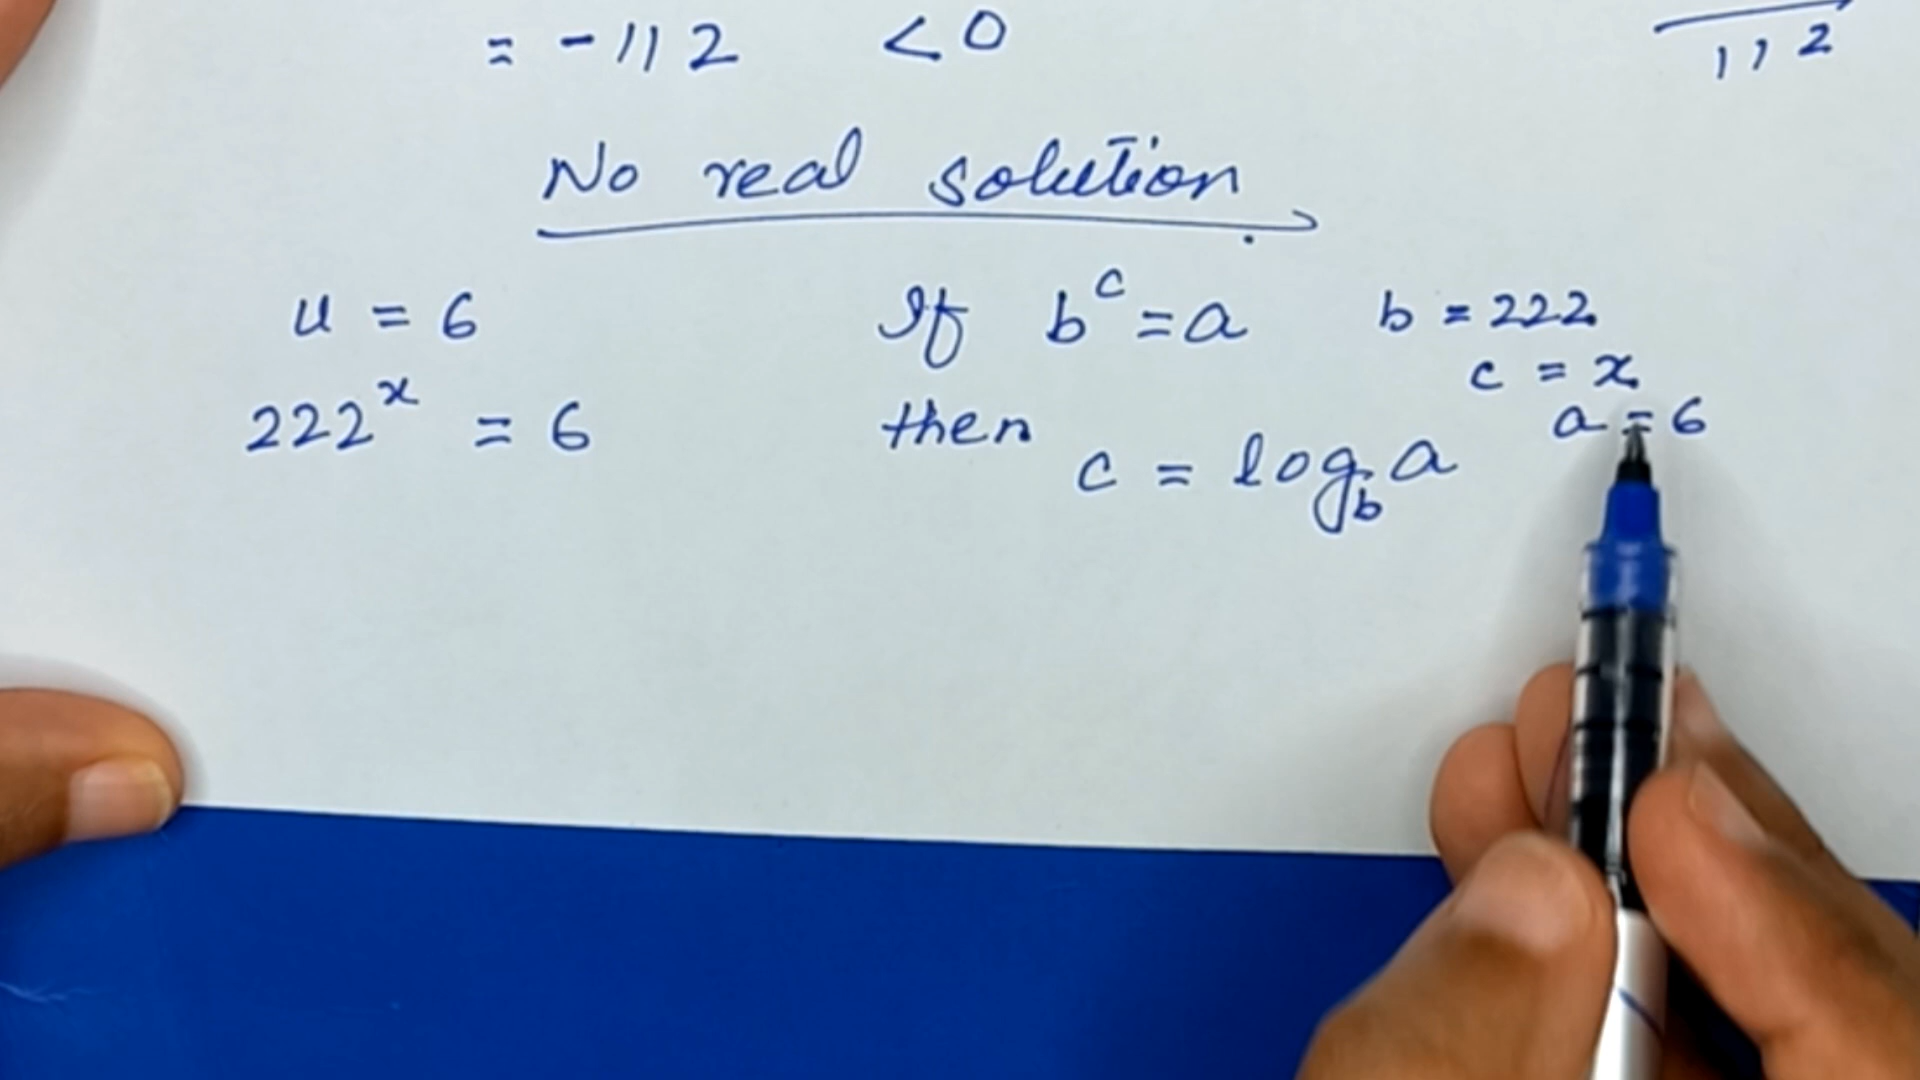 = -112 < 0
112
No real solution
u = 6
222^x = 6
If b^c = a
then
c = log_b a
b = 222
c = x
a = 6